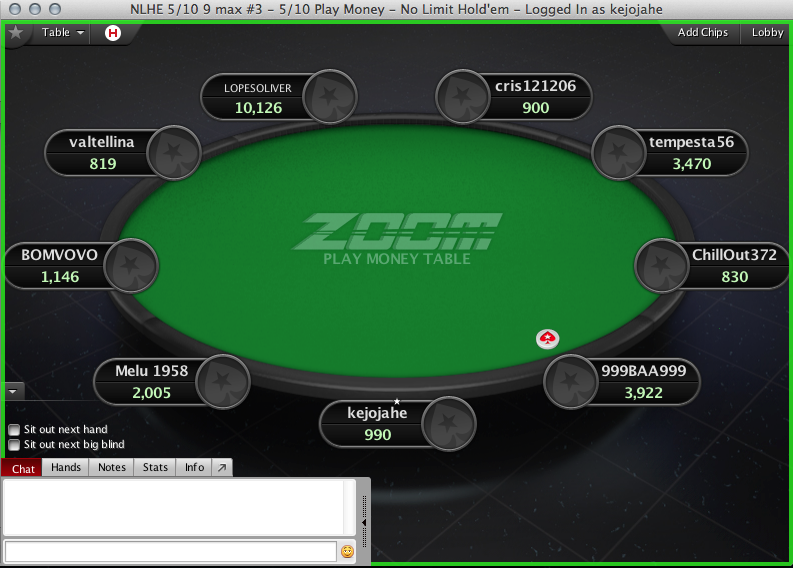 NLHE 5/10 9 max #3 – 5/10 Play Money – No Limit Hold'em – Logged In as kejojahe
Table
H
Add Chips
Lobby
LOPESOLIVER
10,126
cris121206
900
valtellina
819
tempesta56
3,470
ZOOM
PLAY MONEY TABLE
BOMVOVO
1,146
ChillOut372
830
Melu 1958
2,005
999BAA999
3,922
kejojahe
990
Sit out next hand
Sit out next big blind
Chat
Hands
Notes
Stats
Info